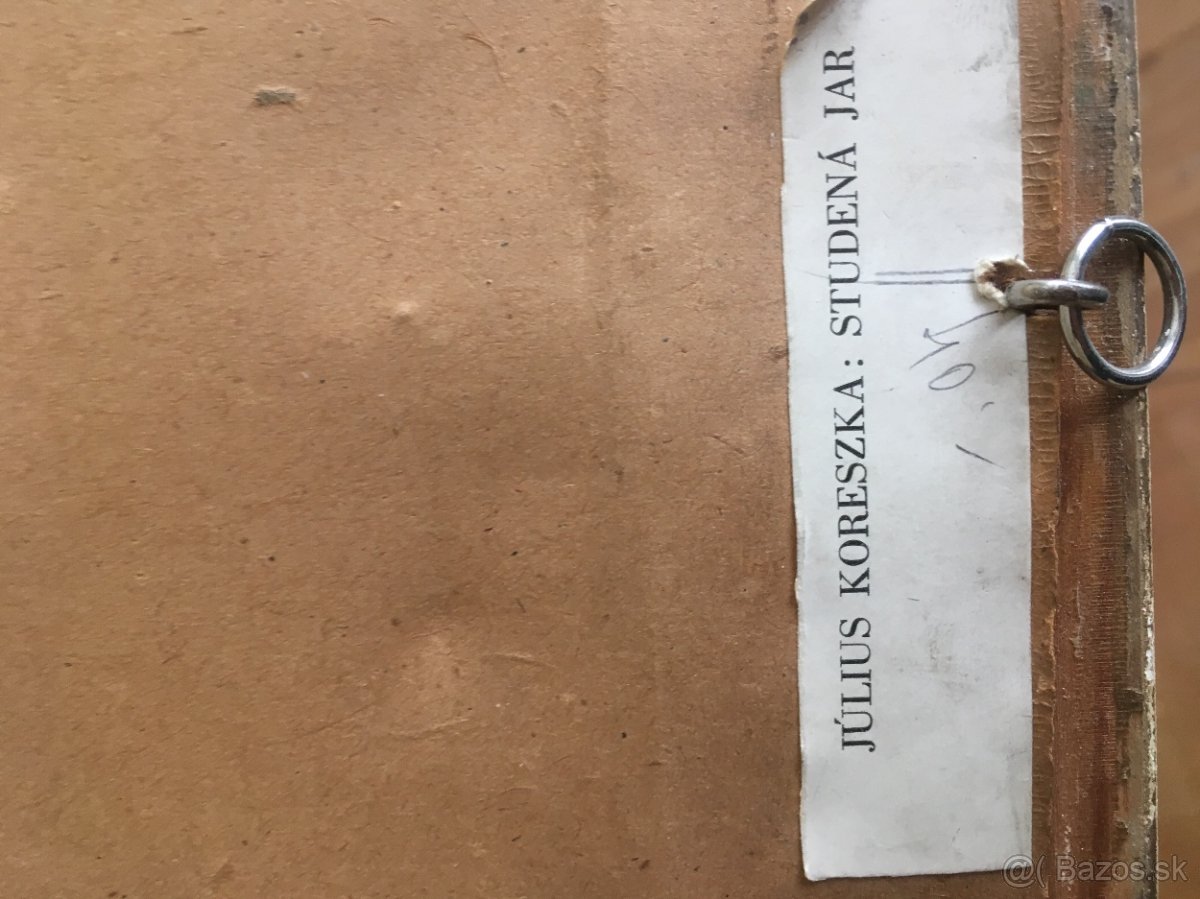 JÚLIUS KORESZKA: STUDENÁ JAR
@( Bazos.sk